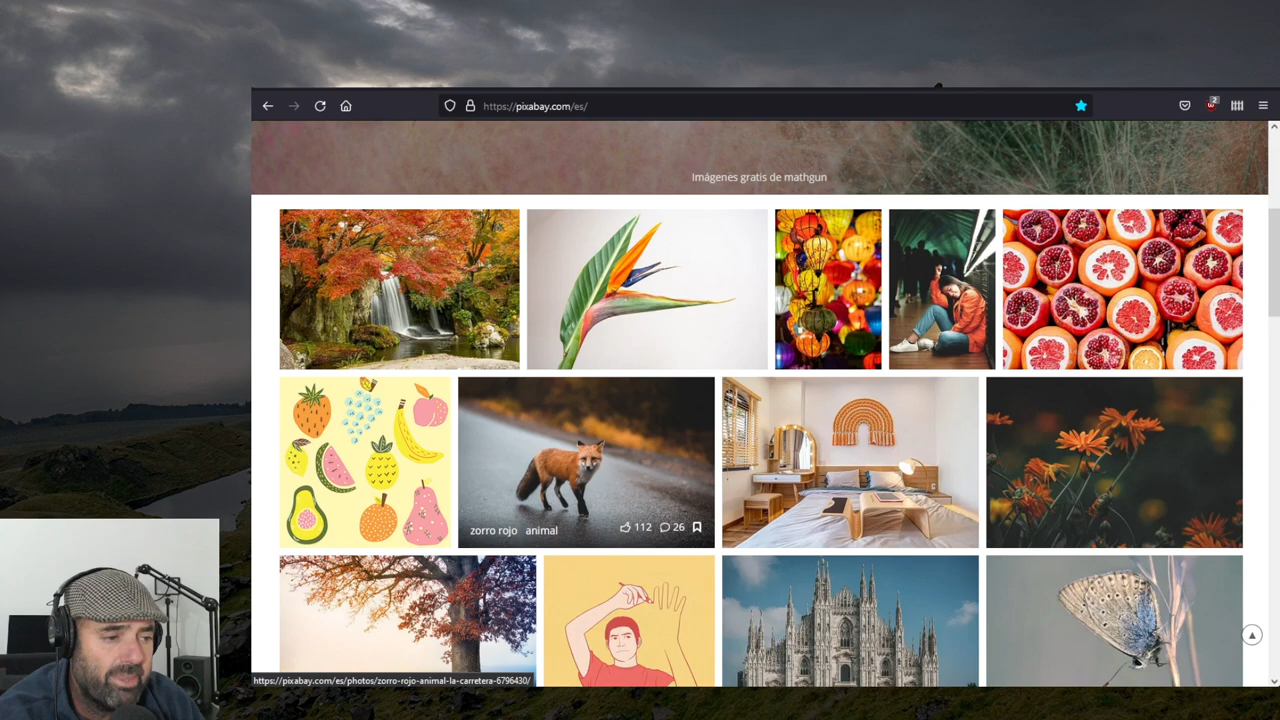 https://pixabay.com/es/
2
Imágenes gratis de mathgun
zorro rojo animal
112 26
https://pixabay.com/es/photos/zorro-rojo-animal-la-carretera-6796430/